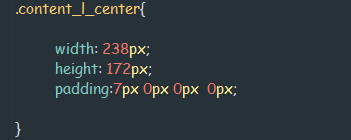 .content_l_center{
width: 238px;
height: 172px;
padding:7px 0px 0px  0px;
}